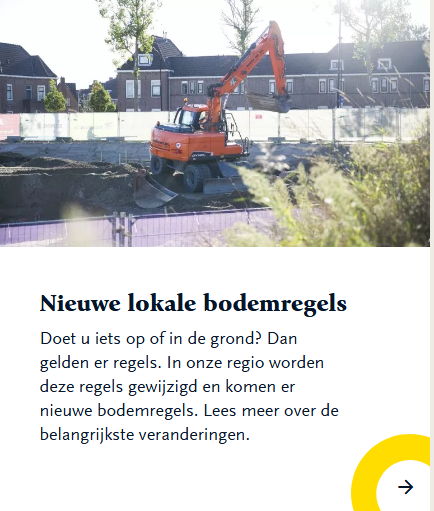 Nieuwe lokale bodemregels
Doet u iets op of in de grond? Dan
gelden er regels. In onze regio worden
deze regels gewijzigd en komen er
nieuwe bodemregels. Lees meer over de
belangrijkste veranderingen.